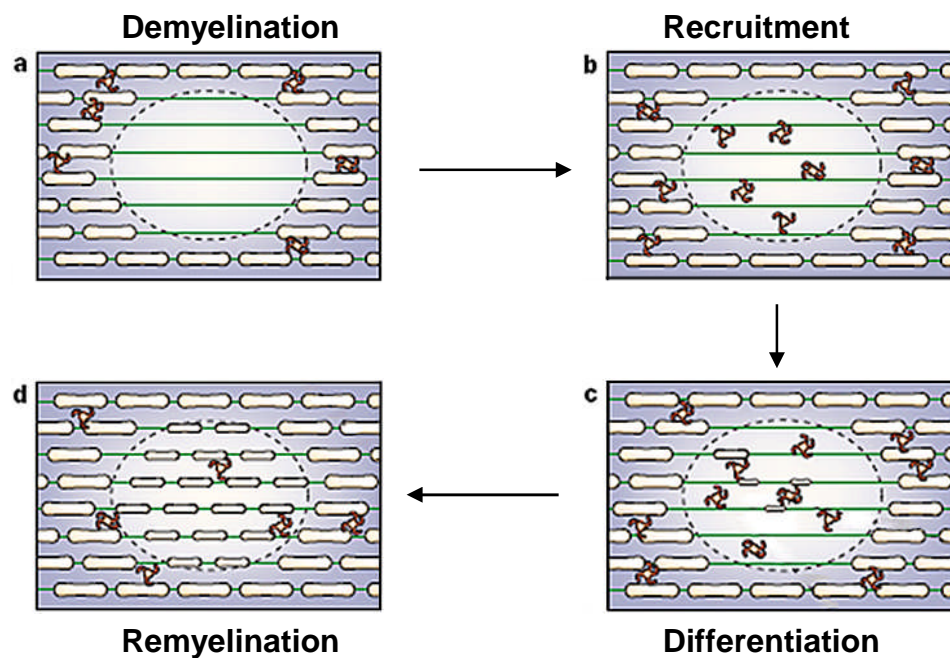 Demyelination
Recruitment
a
b
d
c
Remyelination
Differentiation